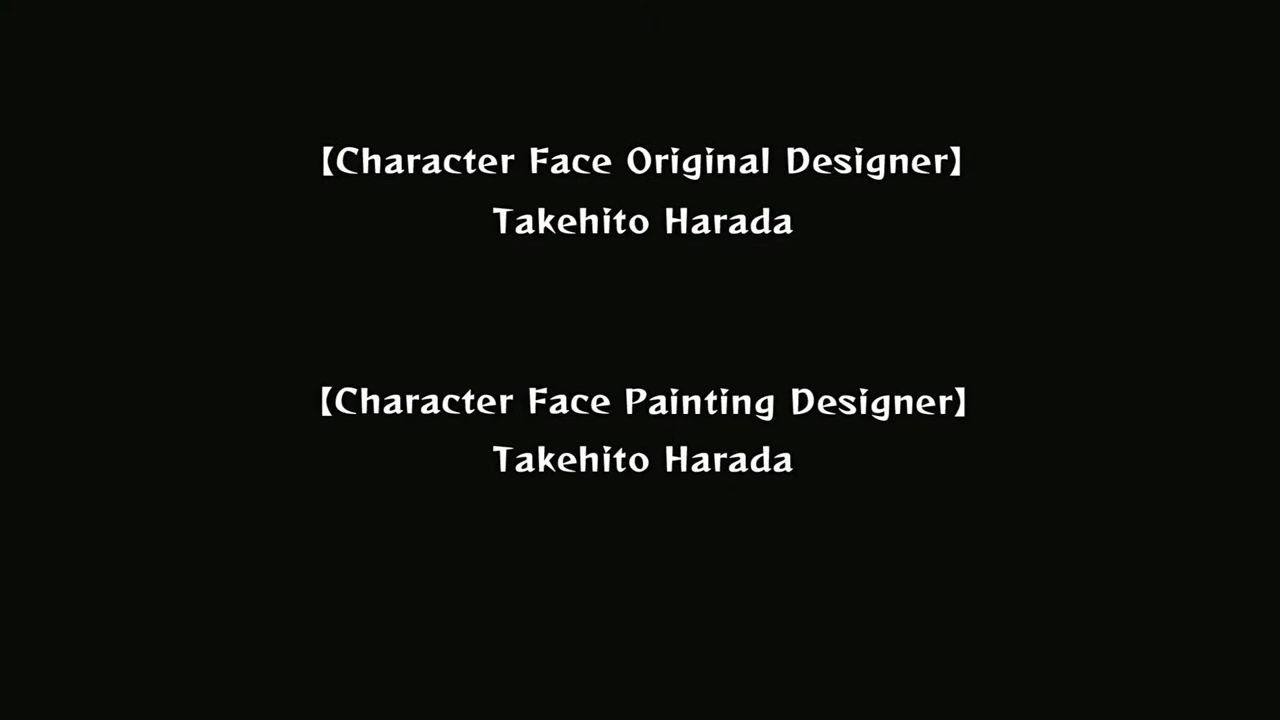 【Character Face Original Designer】
Takehito Harada
【Character Face Painting Designer】
Takehito Harada